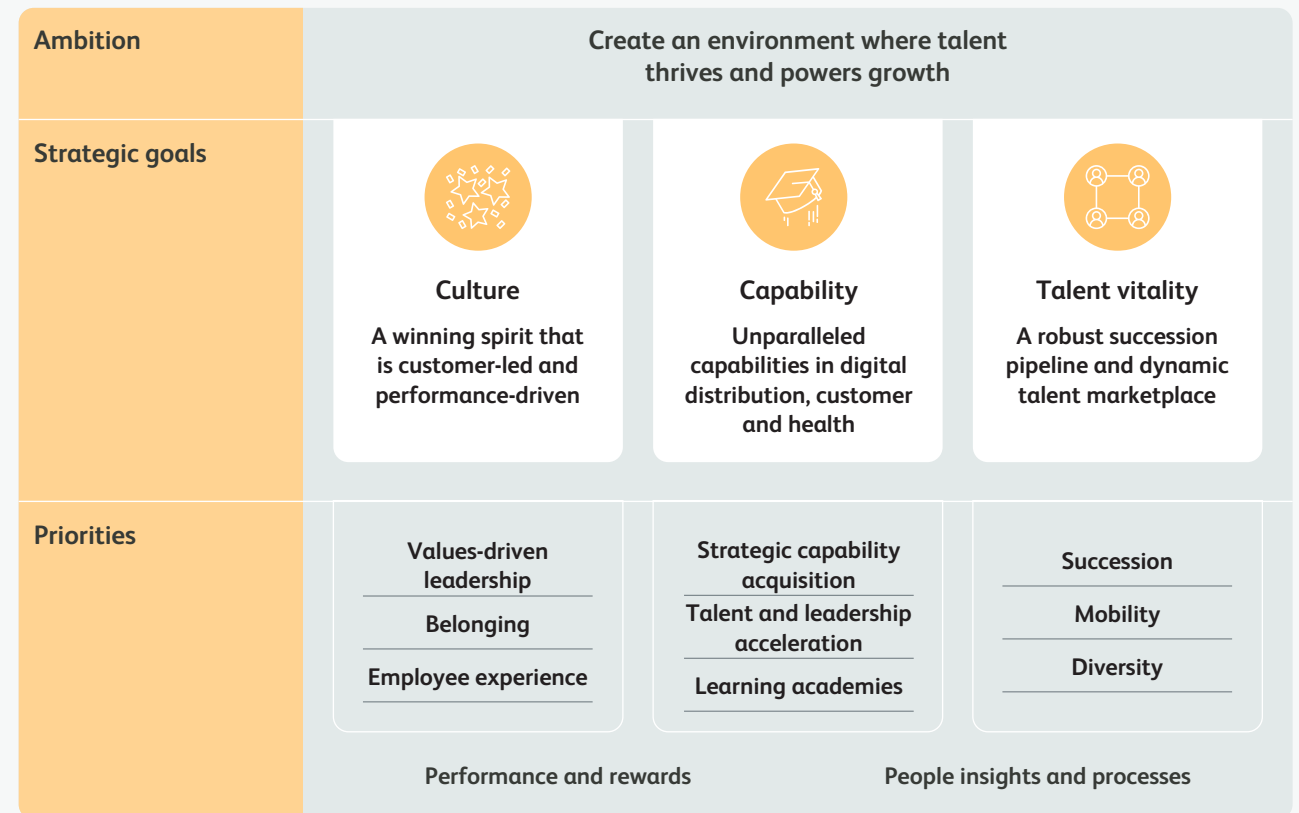 Ambition
Create an environment where talent
thrives and powers growth
Strategic goals
Culture
A winning spirit that
is customer-led and
performance-driven
Capability
Unparalleled
capabilities in digital
distribution, customer
and health
Talent vitality
A robust succession
pipeline and dynamic
talent marketplace
Priorities
Values-driven
leadership
Belonging
Employee experience
Strategic capability
acquisition
Talent and leadership
acceleration
Learning academies
Succession
Mobility
Diversity
Performance and rewards
People insights and processes